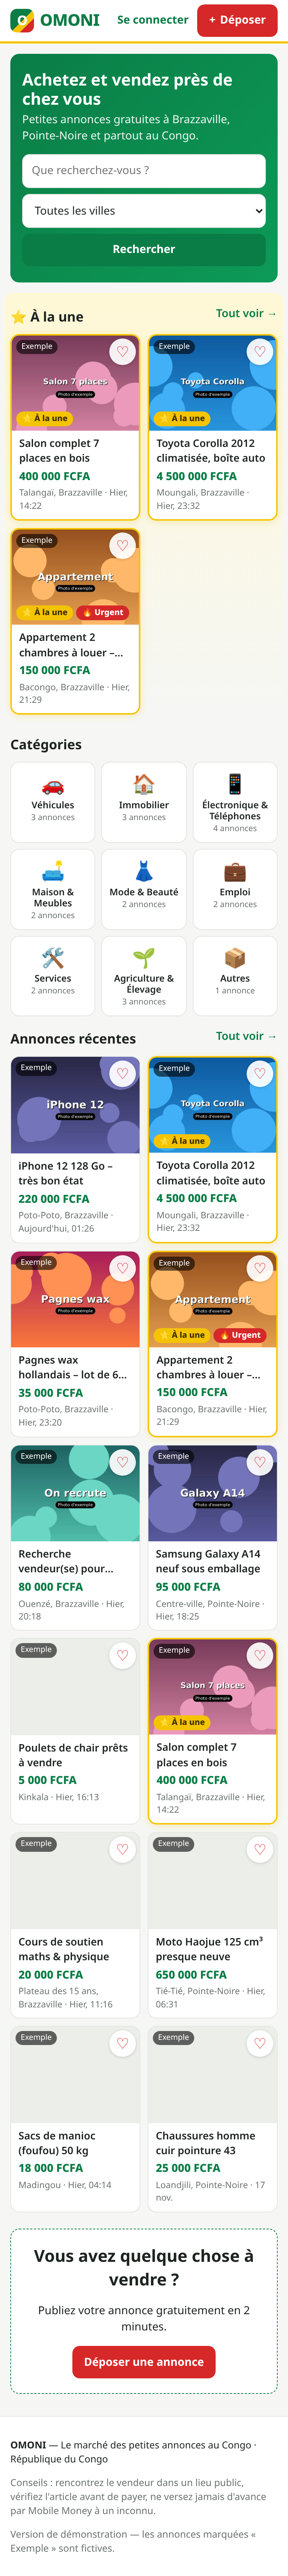 OMONI
Se connecter
+ Déposer
Achetez et vendez près de
chez vous
Petites annonces gratuites à Brazzaville,
Pointe-Noire et partout au Congo.
Que recherchez-vous ?
Toutes les villes
Rechercher
⭐ À la une
Tout voir →
Exemple
Salon 7 places
Photo d'exemple
⭐ À la une
Salon complet 7
places en bois
400 000 FCFA
Talangaï, Brazzaville · Hier,
14:22
Exemple
Toyota Corolla
Photo d'exemple
⭐ À la une
Toyota Corolla 2012
climatisée, boîte auto
4 500 000 FCFA
Moungali, Brazzaville ·
Hier, 23:32
Exemple
Appartement
Photo d'exemple
⭐ À la une
🔥 Urgent
Appartement 2
chambres à louer –...
150 000 FCFA
Bacongo, Brazzaville · Hier,
21:29
Catégories
Véhicules
3 annonces
Immobilier
3 annonces
Électronique &
Téléphones
4 annonces
Maison &
Meubles
2 annonces
Mode & Beauté
2 annonces
Emploi
2 annonces
Services
2 annonces
Agriculture &
Élevage
3 annonces
Autres
1 annonce
Annonces récentes
Tout voir →
Exemple
iPhone 12
Photo d'exemple
iPhone 12 128 Go –
très bon état
220 000 FCFA
Poto-Poto, Brazzaville ·
Aujourd'hui, 01:26
Exemple
Toyota Corolla
Photo d'exemple
⭐ À la une
Toyota Corolla 2012
climatisée, boîte auto
4 500 000 FCFA
Moungali, Brazzaville ·
Hier, 23:32
Exemple
Pagnes wax
Photo d'exemple
Pagnes wax
hollandais – lot de 6...
35 000 FCFA
Poto-Poto, Brazzaville ·
Hier, 23:20
Exemple
Appartement
Photo d'exemple
⭐ À la une
🔥 Urgent
Appartement 2
chambres à louer –...
150 000 FCFA
Bacongo, Brazzaville · Hier,
21:29
Exemple
On recrute
Photo d'exemple
Recherche
vendeur(se) pour...
80 000 FCFA
Ouenzé, Brazzaville · Hier,
20:18
Exemple
Galaxy A14
Photo d'exemple
Samsung Galaxy A14
neuf sous emballage
95 000 FCFA
Centre-ville, Pointe-Noire ·
Hier, 18:25
Exemple
Poulets de chair prêts
à vendre
5 000 FCFA
Kinkala · Hier, 16:13
Exemple
Salon 7 places
Photo d'exemple
⭐ À la une
Salon complet 7
places en bois
400 000 FCFA
Talangaï, Brazzaville · Hier,
14:22
Exemple
Cours de soutien
maths & physique
20 000 FCFA
Plateau des 15 ans,
Brazzaville · Hier, 11:16
Exemple
Moto Haojue 125 cm³
presque neuve
650 000 FCFA
Tié-Tié, Pointe-Noire · Hier,
06:31
Exemple
Sacs de manioc
(foufou) 50 kg
18 000 FCFA
Madingou · Hier, 04:14
Exemple
Chaussures homme
cuir pointure 43
25 000 FCFA
Loandjili, Pointe-Noire · 17
nov.
Vous avez quelque chose à
vendre ?
Publiez votre annonce gratuitement en 2
minutes.
Déposer une annonce
OMONI — Le marché des petites annonces au Congo ·
République du Congo
Conseils : rencontrez le vendeur dans un lieu public,
vérifiez l'article avant de payer, ne versez jamais d'avance
par Mobile Money à un inconnu.
Version de démonstration — les annonces marquées «
Exemple » sont fictives.